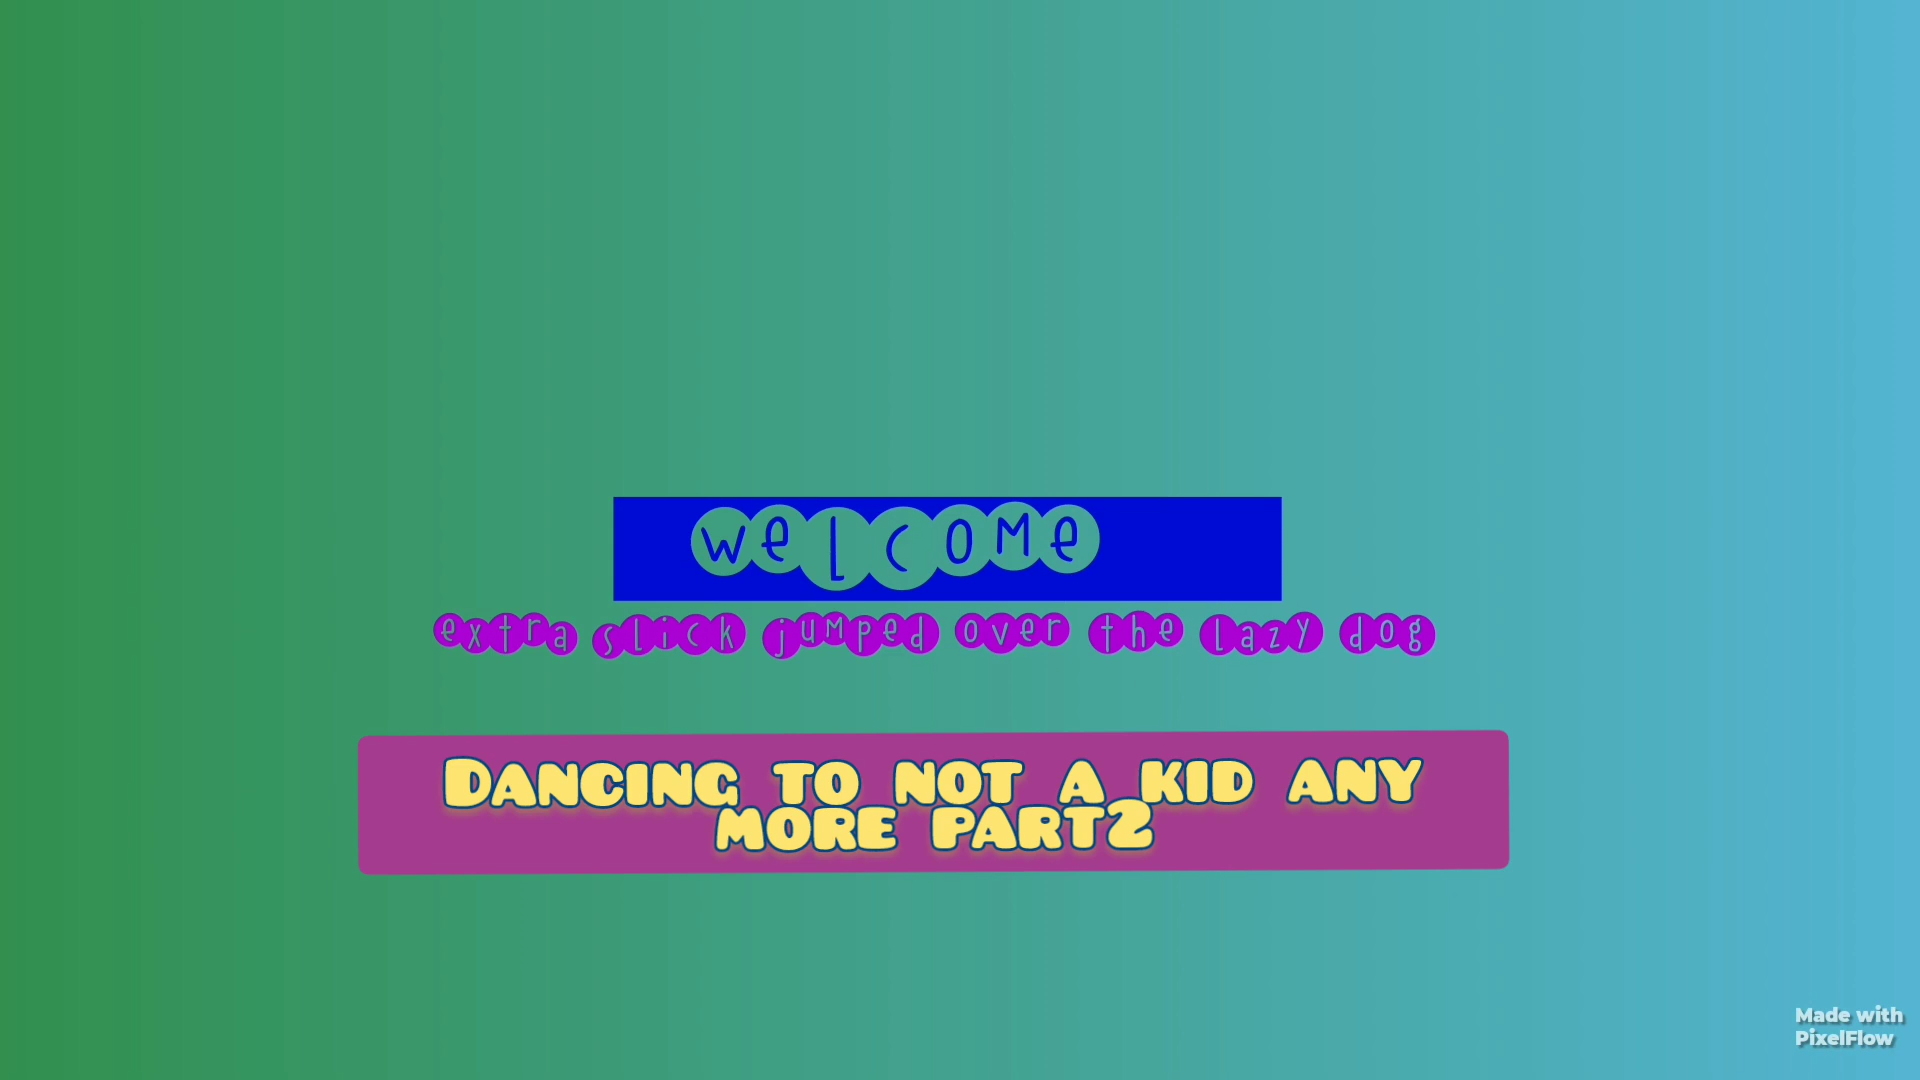 weLcoMe
extra slick jumped over the Lazy dog
Dancing to not a kid any
more part2
Made with
PixelFlow